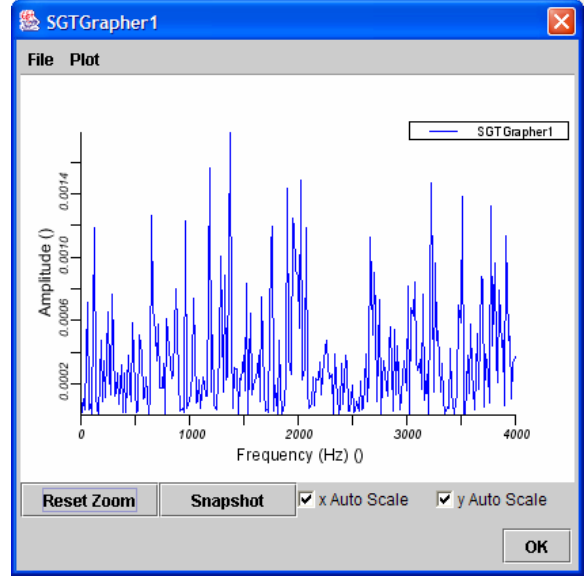 SGTGrapher1
File Plot
SGTGrapher1
0.0014
0.0010
0.0006
0.0002
Amplitude ()
0 1000 2000 3000 4000
Frequency (Hz) ()
Reset Zoom Snapshot x Auto Scale y Auto Scale
OK